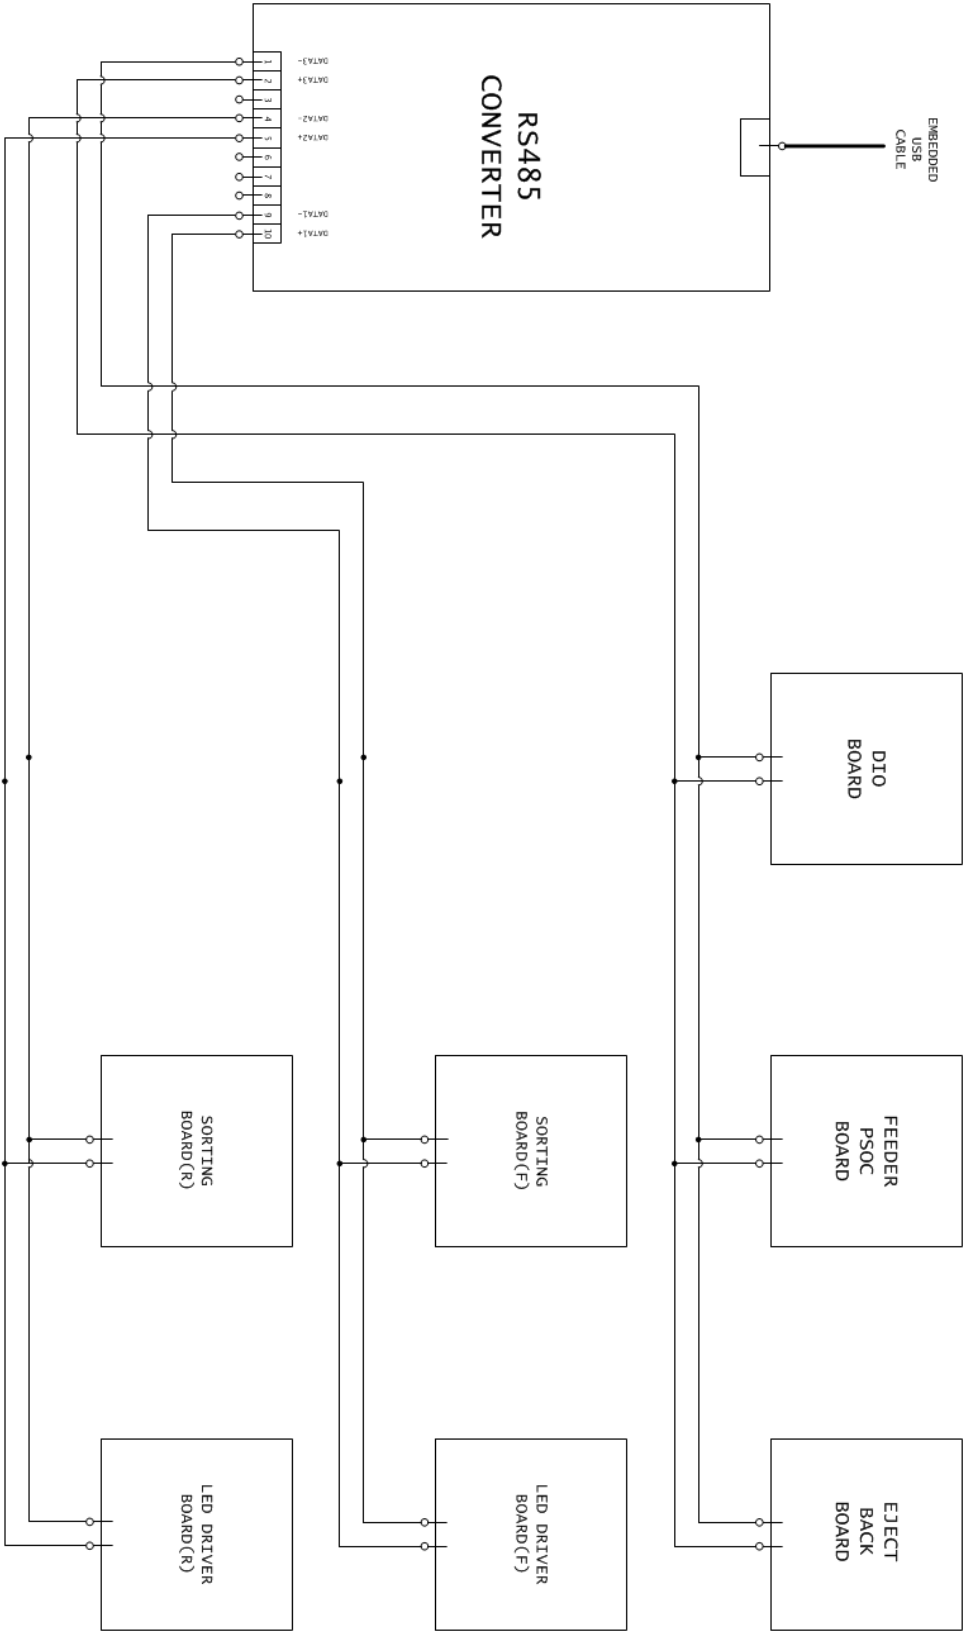 EMBEDDED
USB
CABLE
RS485
CONVERTER
DATA3-
DATA3+
DATA2-
DATA2+
DATA1-
DATA1+
1
2
3
4
5
6
7
8
9
10
DIO
BOARD
FEEDER
PSOC
BOARD
EJECT
BACK
BOARD
SORTING
BOARD(F)
LED DRIVER
BOARD(F)
SORTING
BOARD(R)
LED DRIVER
BOARD(R)